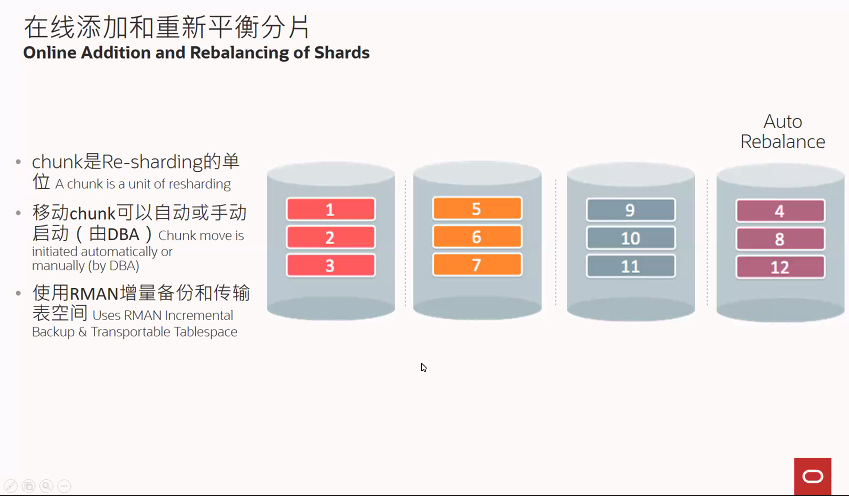 在线添加和重新平衡分片
Online Addition and Rebalancing of Shards
Auto
Rebalance
chunk是Re-sharding的单
位 A chunk is a unit of resharding
移动chunk可以自动或手动
启动（由DBA）Chunk move is
initiated automatically or
manually (by DBA)
使用RMAN增量备份和传输
表空间 Uses RMAN Incremental
Backup & Transportable Tablespace
1
2
3
5
6
7
9
10
11
4
8
12